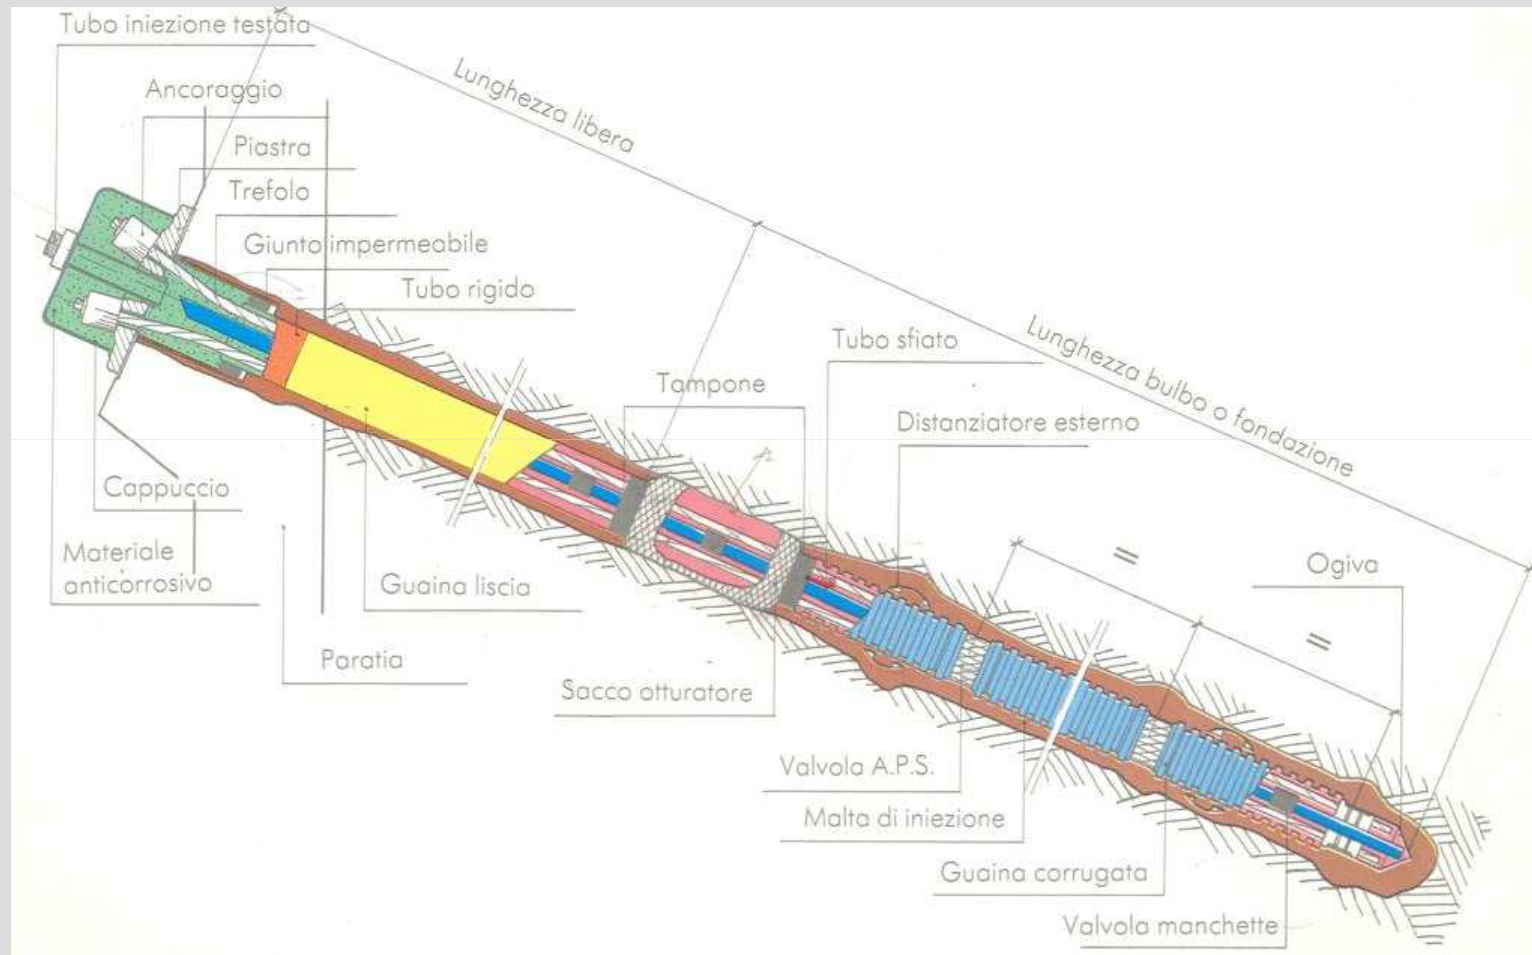 Tubo iniezione testata
Ancoraggio
Piastra
Trefolo
Giunto impermeabile
Tubo rigido
Lunghezza libera
Lunghezza bulbo o fondazione
Tubo sfiato
Tampone
Distanziatore esterno
Ogiva
=
=
Cappuccio
Materiale
anticorrosivo
Guaina liscia
Paratia
Sacco otturatore
Valvola A.P.S.
Malta di iniezione
Guaina corrugata
Valvola manchette